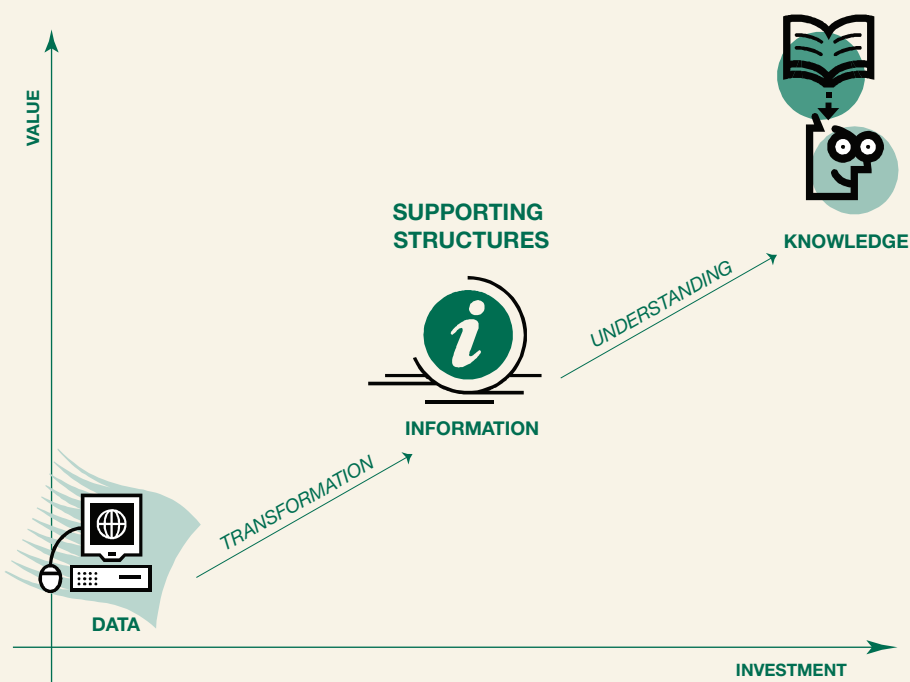 VALUE
SUPPORTING
STRUCTURES
KNOWLEDGE
UNDERSTANDING
i
INFORMATION
TRANSFORMATION
DATA
INVESTMENT